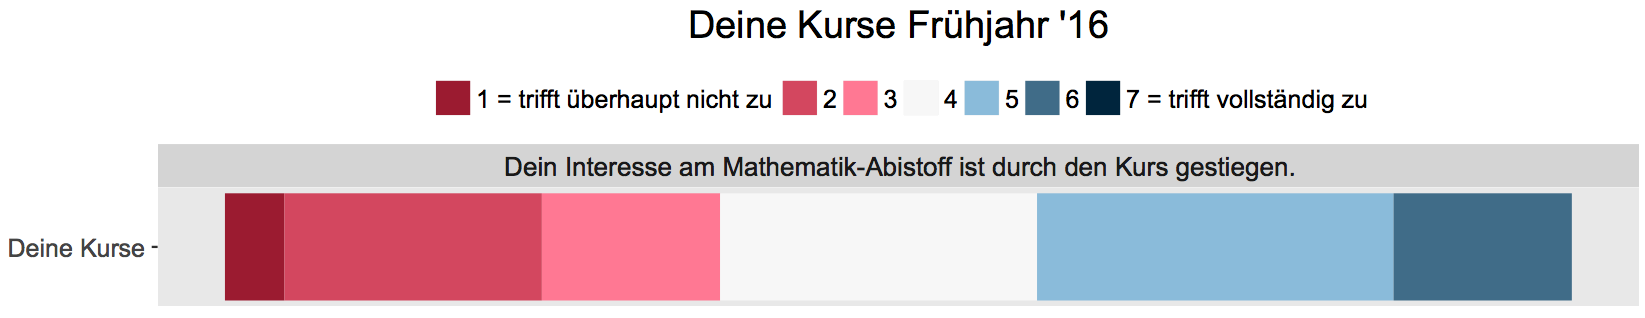 Deine Kurse Frühjahr '16
1 = trifft überhaupt nicht zu 2 3 4 5 6 7 = trifft vollständig zu
Dein Interesse am Mathematik-Abistoff ist durch den Kurs gestiegen.
Deine Kurse